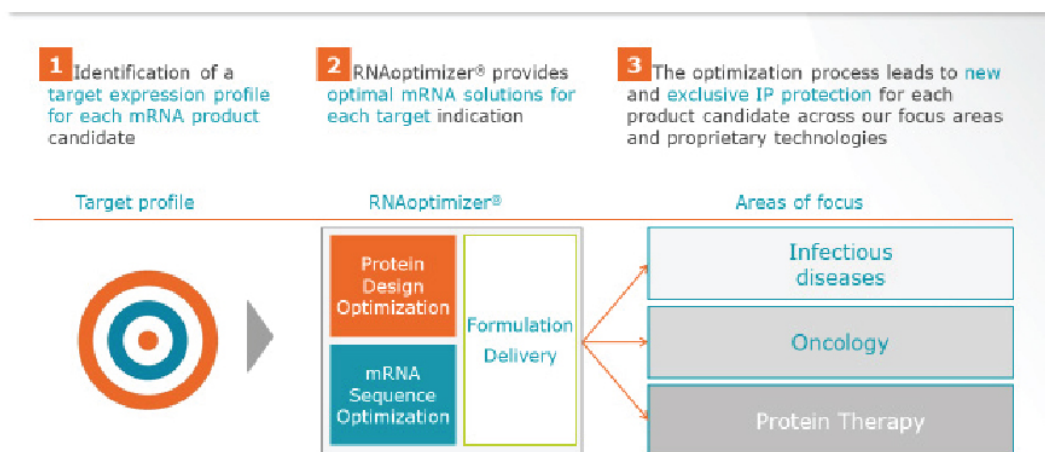 1 Identification of a
target expression profile
for each mRNA product
candidate
2 RNAoptimizer® provides
optimal mRNA solutions for
each target indication
3 The optimization process leads to new
and exclusive IP protection for each
product candidate across our focus areas
and proprietary technologies
Target profile
RNAoptimizer®
Areas of focus
Protein
Design
Optimization
mRNA
Sequence
Optimization
Formulation
Delivery
Infectious
diseases
Oncology
Protein Therapy